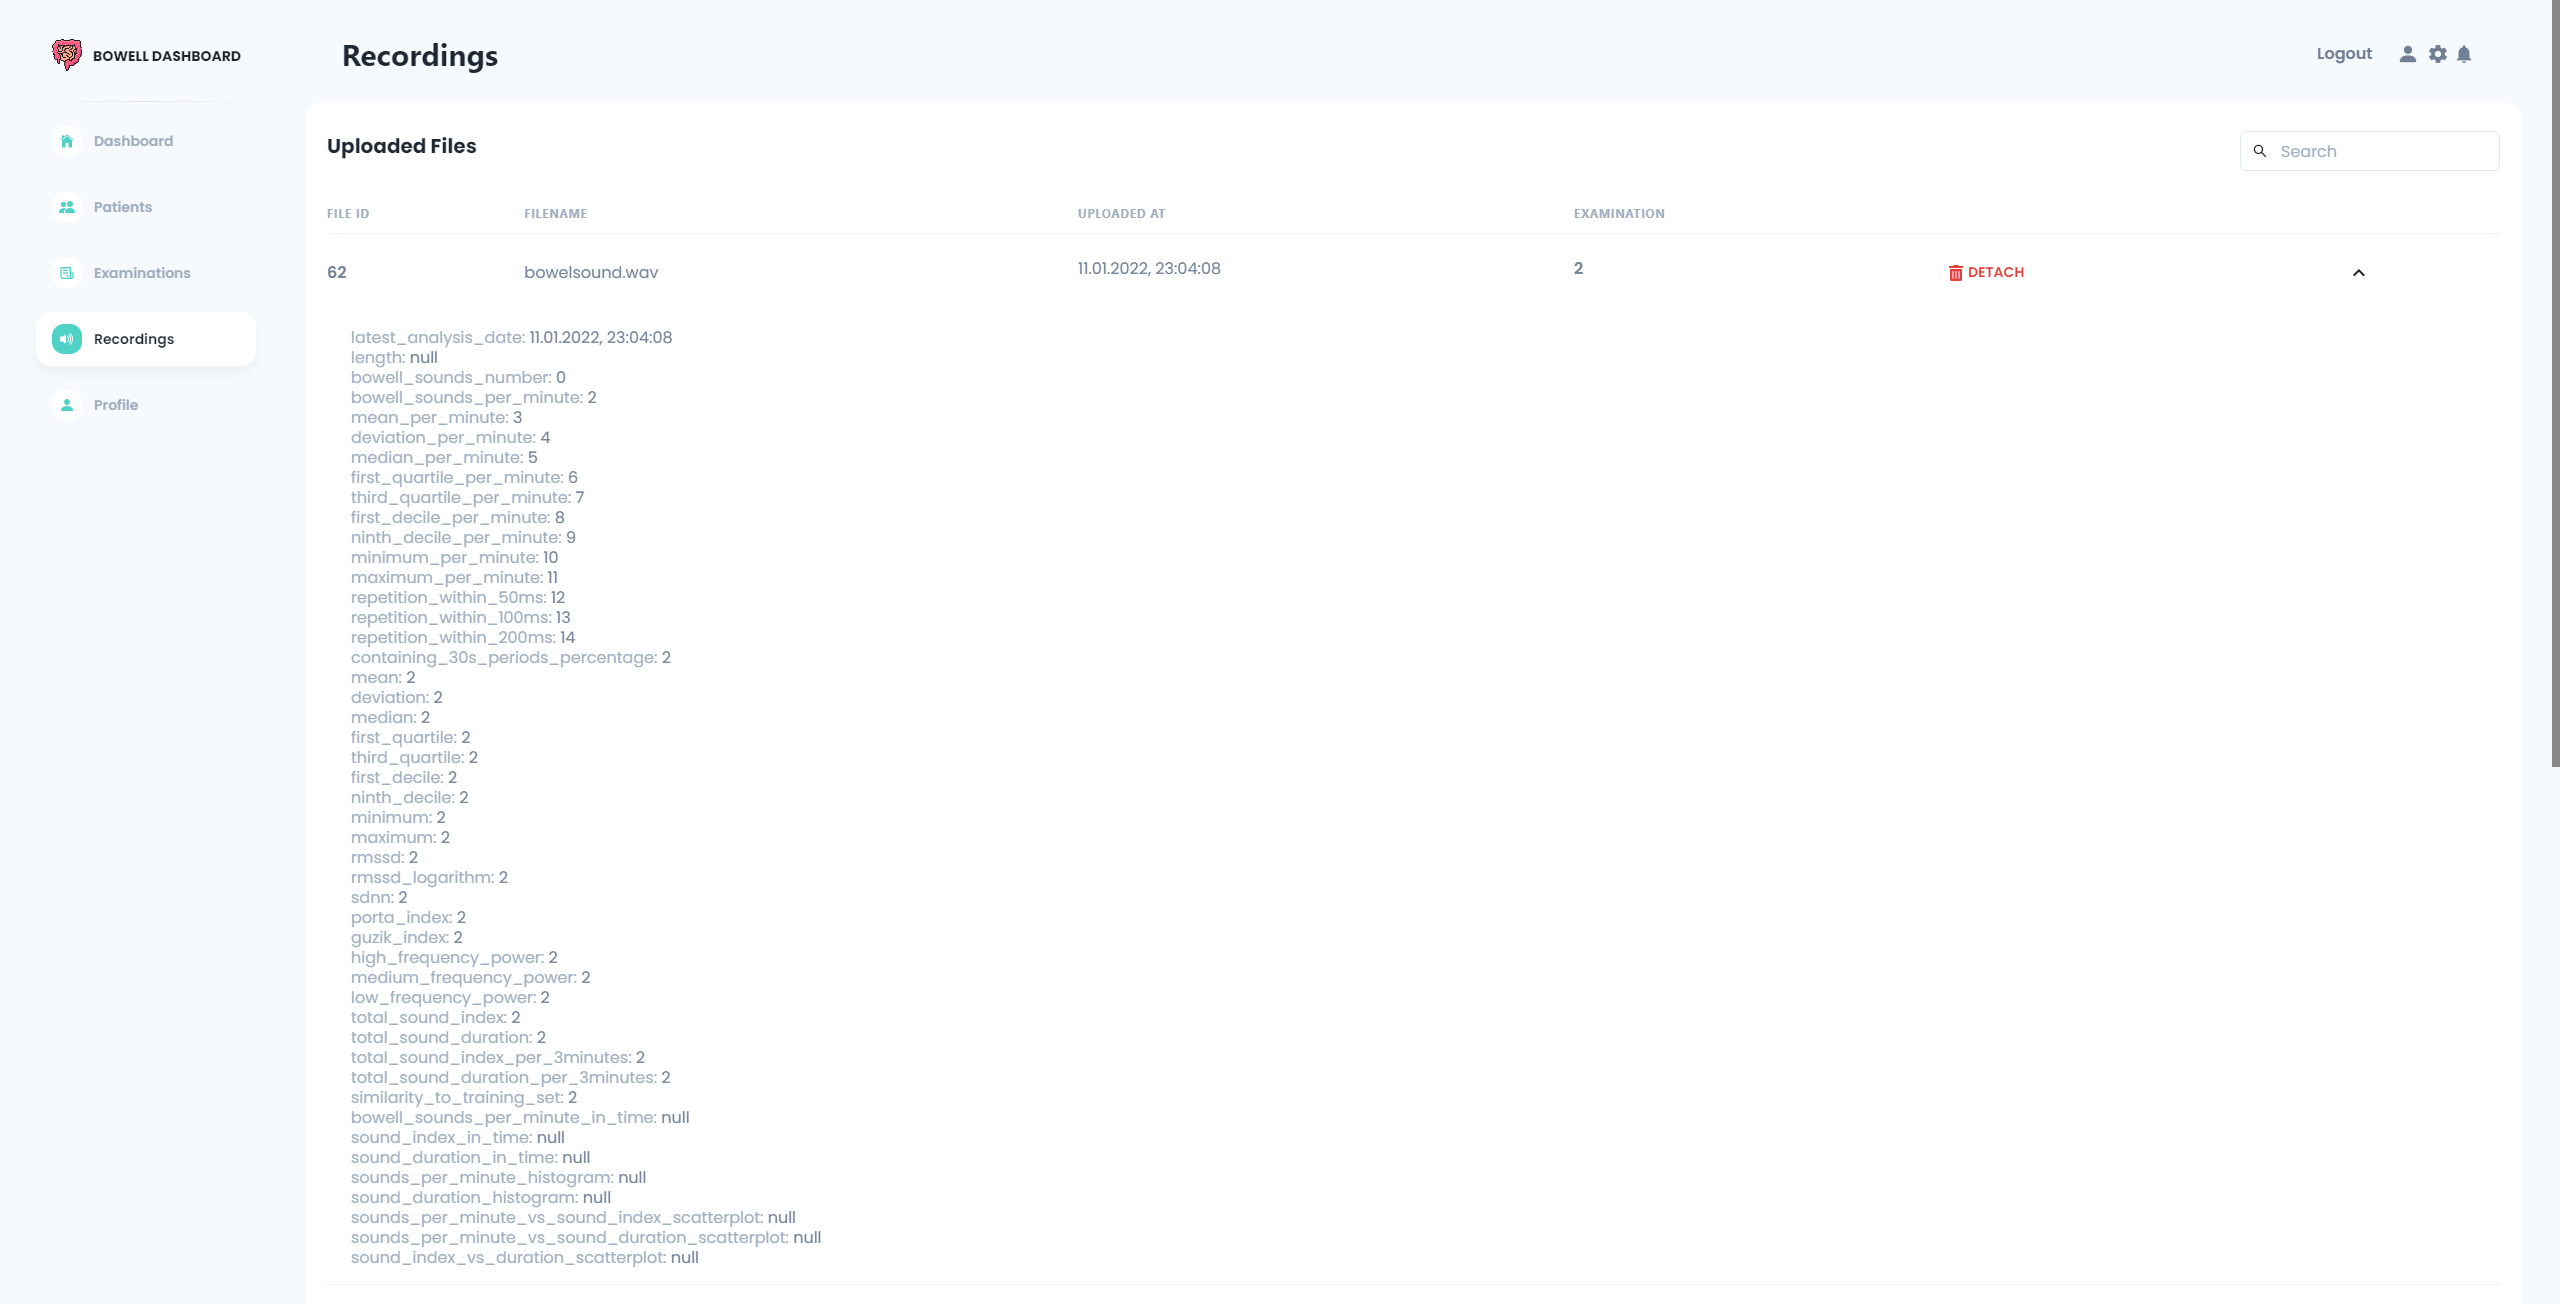 BOWELL DASHBOARD
Recordings
Logout
Dashboard
Patients
Examinations
Recordings
Profile
Uploaded Files
Search
FILE ID FILENAME UPLOADED AT EXAMINATION
62 bowelsound.wav 11.01.2022, 23:04:08 2 DETACH
latest_analysis_date: 11.01.2022, 23:04:08
length: null
bowell_sounds_number: 0
bowell_sounds_per_minute: 2
mean_per_minute: 3
deviation_per_minute: 4
median_per_minute: 5
first_quartile_per_minute: 6
third_quartile_per_minute: 7
first_decile_per_minute: 8
ninth_decile_per_minute: 9
minimum_per_minute: 10
maximum_per_minute: 11
repetition_within_50ms: 12
repetition_within_100ms: 13
repetition_within_200ms: 14
containing_30s_periods_percentage: 2
mean: 2
deviation: 2
median: 2
first_quartile: 2
third_quartile: 2
first_decile: 2
ninth_decile: 2
minimum: 2
maximum: 2
rmssd: 2
rmssd_logarithm: 2
sdnn: 2
porta_index: 2
guzik_index: 2
high_frequency_power: 2
medium_frequency_power: 2
low_frequency_power: 2
total_sound_index: 2
total_sound_duration: 2
total_sound_index_per_3minutes: 2
total_sound_duration_per_3minutes: 2
similarity_to_training_set: 2
bowell_sounds_per_minute_in_time: null
sound_index_in_time: null
sound_duration_in_time: null
sounds_per_minute_histogram: null
sound_duration_histogram: null
sounds_per_minute_vs_sound_index_scatterplot: null
sounds_per_minute_vs_sound_duration_scatterplot: null
sound_index_vs_duration_scatterplot: null